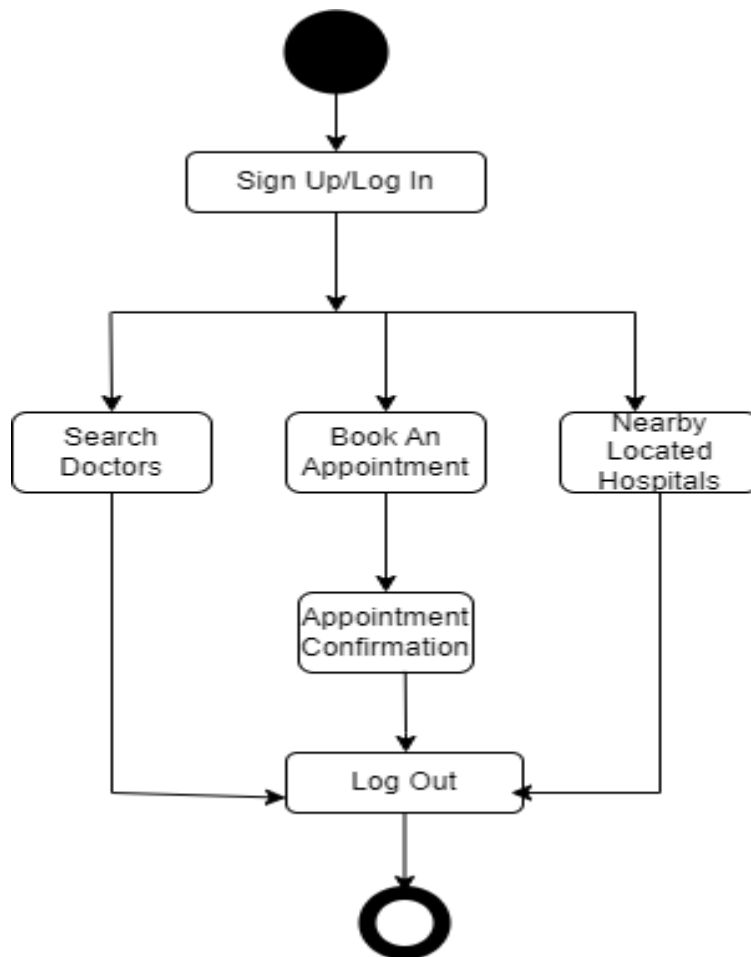 Sign Up/Log In
Search
Doctors
Book An
Appointment
Nearby
Located
Hospitals
Appointment
Confirmation
Log Out